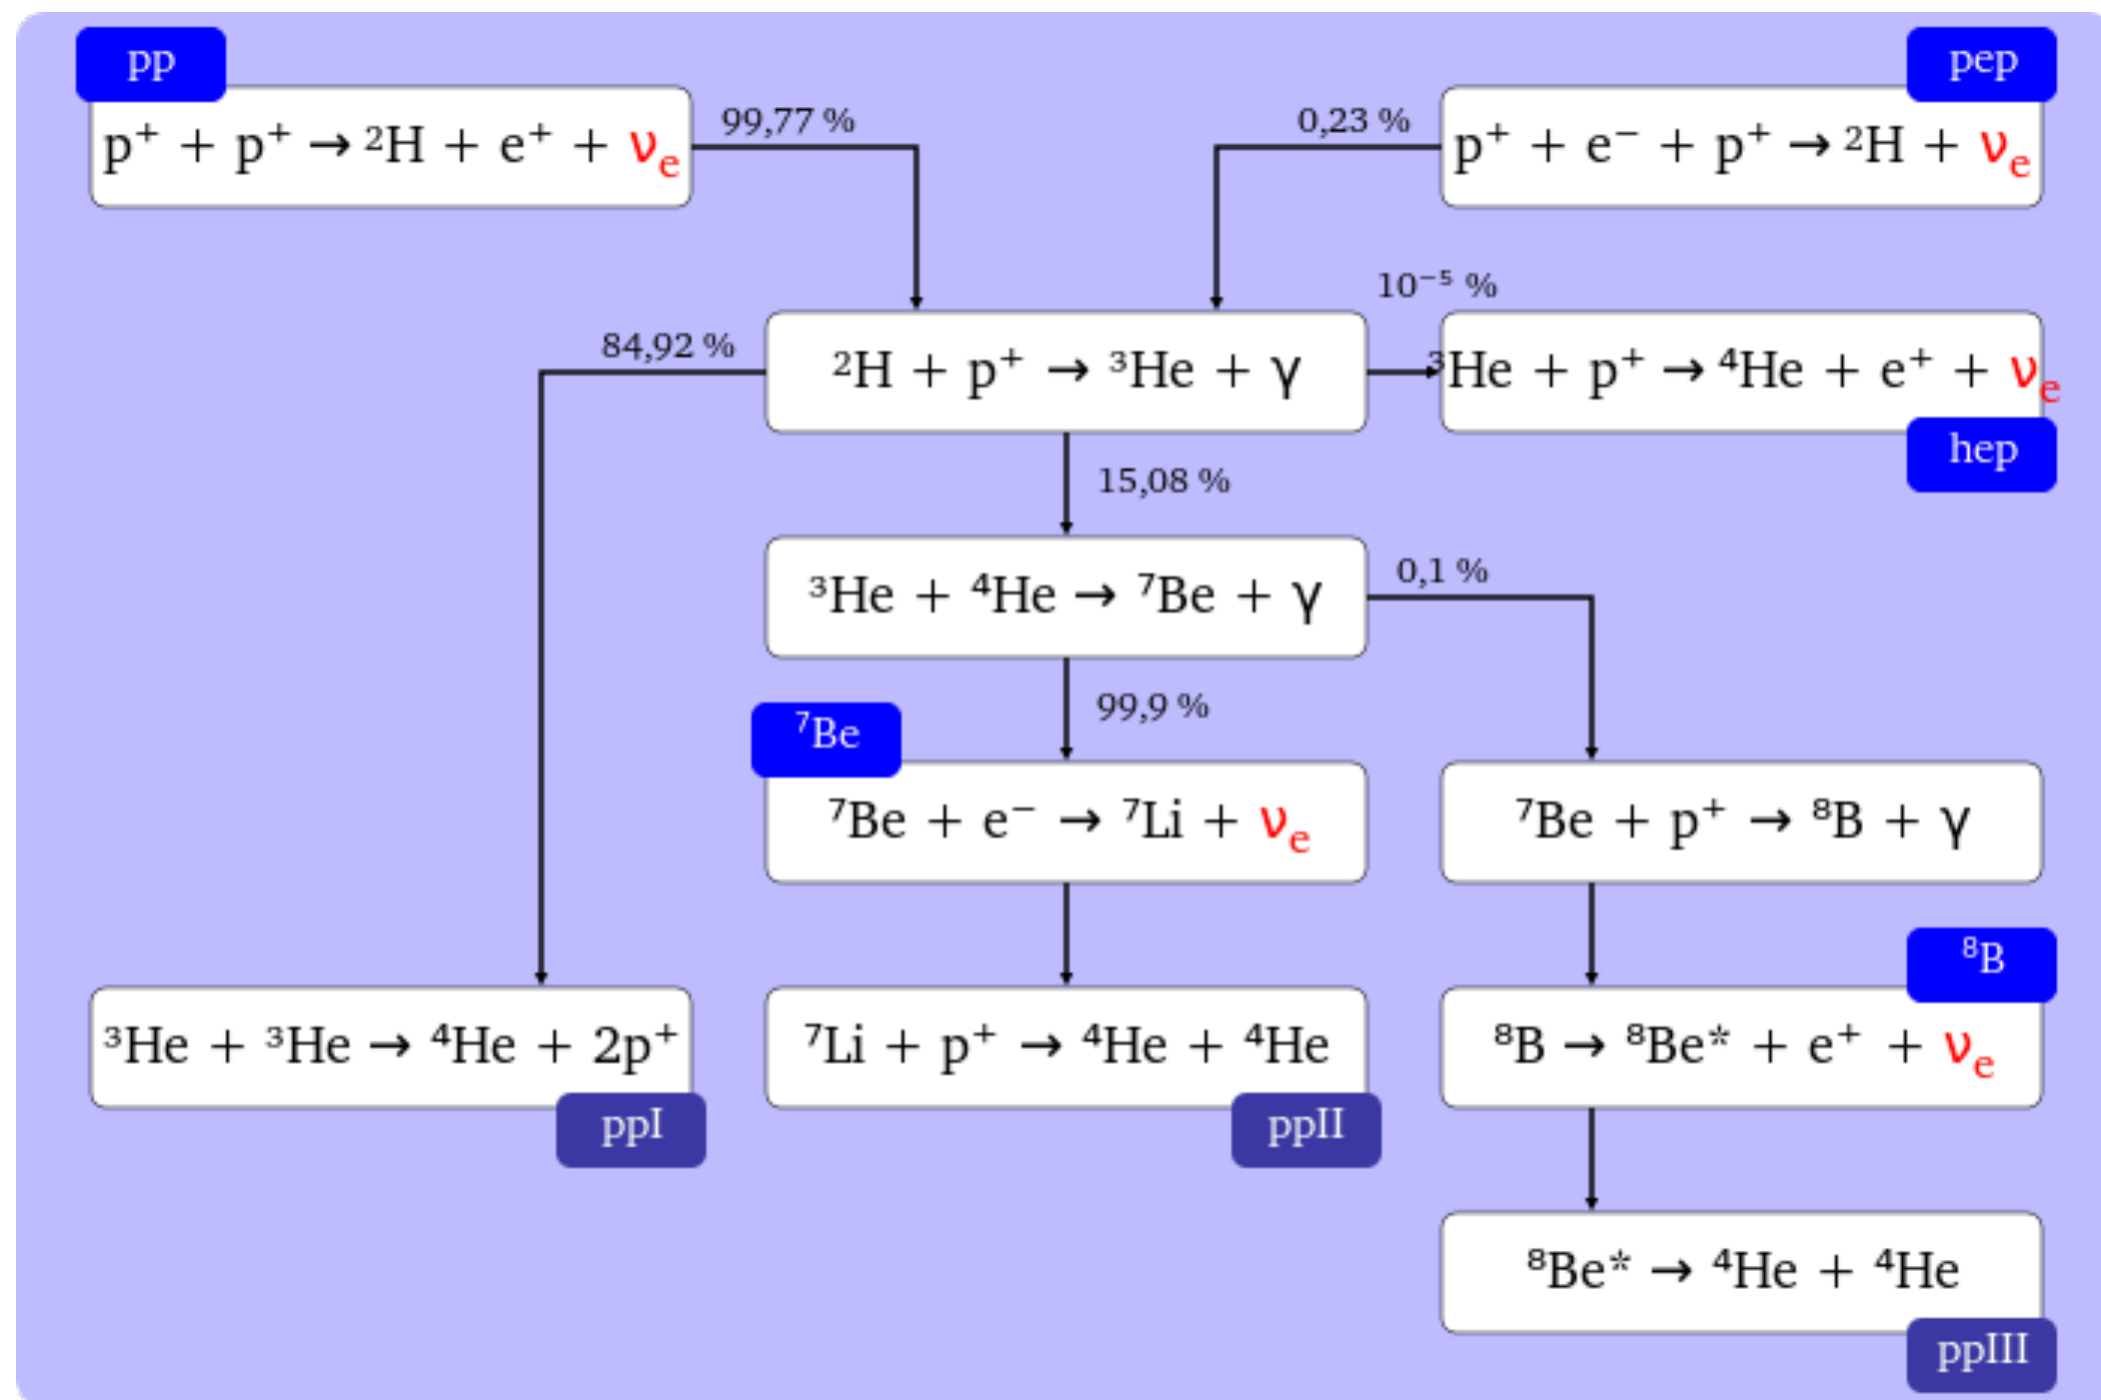 pp
pep
p⁺ + p⁺ → ²H + e⁺ + νₑ
99,77 %
0,23 %
p⁺ + e⁻ + p⁺ → ²H + νₑ
10⁻⁵ %
84,92 %
²H + p⁺ → ³He + γ
³He + p⁺ → ⁴He + e⁺ + νₑ
hep
15,08 %
³He + ⁴He → ⁷Be + γ
0,1 %
99,9 %
⁷Be
⁷Be + e⁻ → ⁷Li + νₑ
⁷Be + p⁺ → ⁸B + γ
⁸B
³He + ³He → ⁴He + 2p⁺
⁷Li + p⁺ → ⁴He + ⁴He
⁸B → ⁸Be* + e⁺ + νₑ
ppI
ppII
⁸Be* → ⁴He + ⁴He
ppIII